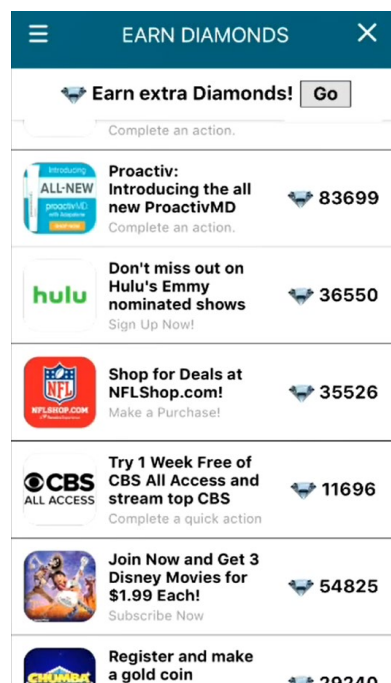 EARN DIAMONDS
Earn extra Diamonds! Go
Complete an action.
Introducing
ALL-NEW
proactivMD
Proactiv:
Introducing the all
new ProactivMD
Complete an action.
83699
hulu
Don't miss out on
Hulu's Emmy
nominated shows
Sign Up Now!
36550
NFL
NFLSHOP.COM
Shop for Deals at
NFLShop.com!
Make a Purchase!
35526
CBS
ALL ACCESS
Try 1 Week Free of
CBS All Access and
stream top CBS
Complete a quick action
11696
Join Now and Get 3
Disney Movies for
$1.99 Each!
Subscribe Now
54825
CHUMBA
Register and make
a gold coin
29240